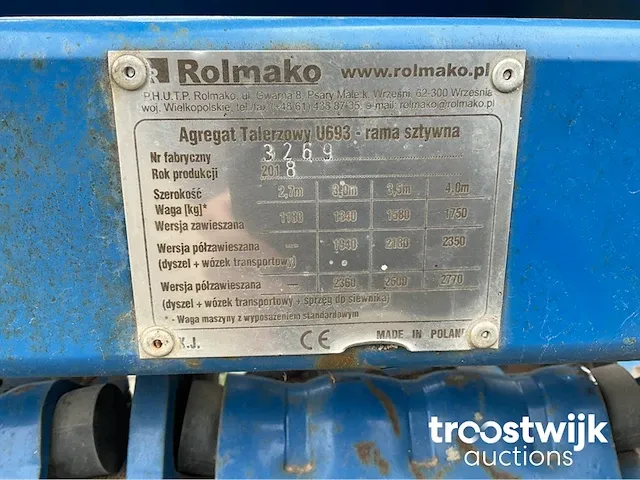 Rolmako www.rolmako.pl
P.H.U.T.P. Rolmako, ul. Gwarna 8, Psary Małe k. Wrześni, 62-300 Września
woj. Wielkopolskie, tel./fax (+48 61) 438 87 35, e-mail rolmako@rolmako.pl
Agregat Talerzowy U693 - rama sztywna
Nr fabryczny 3269
Rok produkcji 2018
Szerokość 2,7m 3,0m 3,5m 4,0m
Waga [kg]*
Wersja zawieszana 1180 1340 1580 1750
Wersja półzawieszana — 1940 2180 2350
(dyszel + wózek transportowy)
Wersja półzawieszana — 2360 2600 2770
(dyszel + wózek transportowy + sprzęg do siewnika)
* - Waga maszyny z wyposażeniem standardowym
K.J. CE MADE IN POLAND
troostwijk
auctions